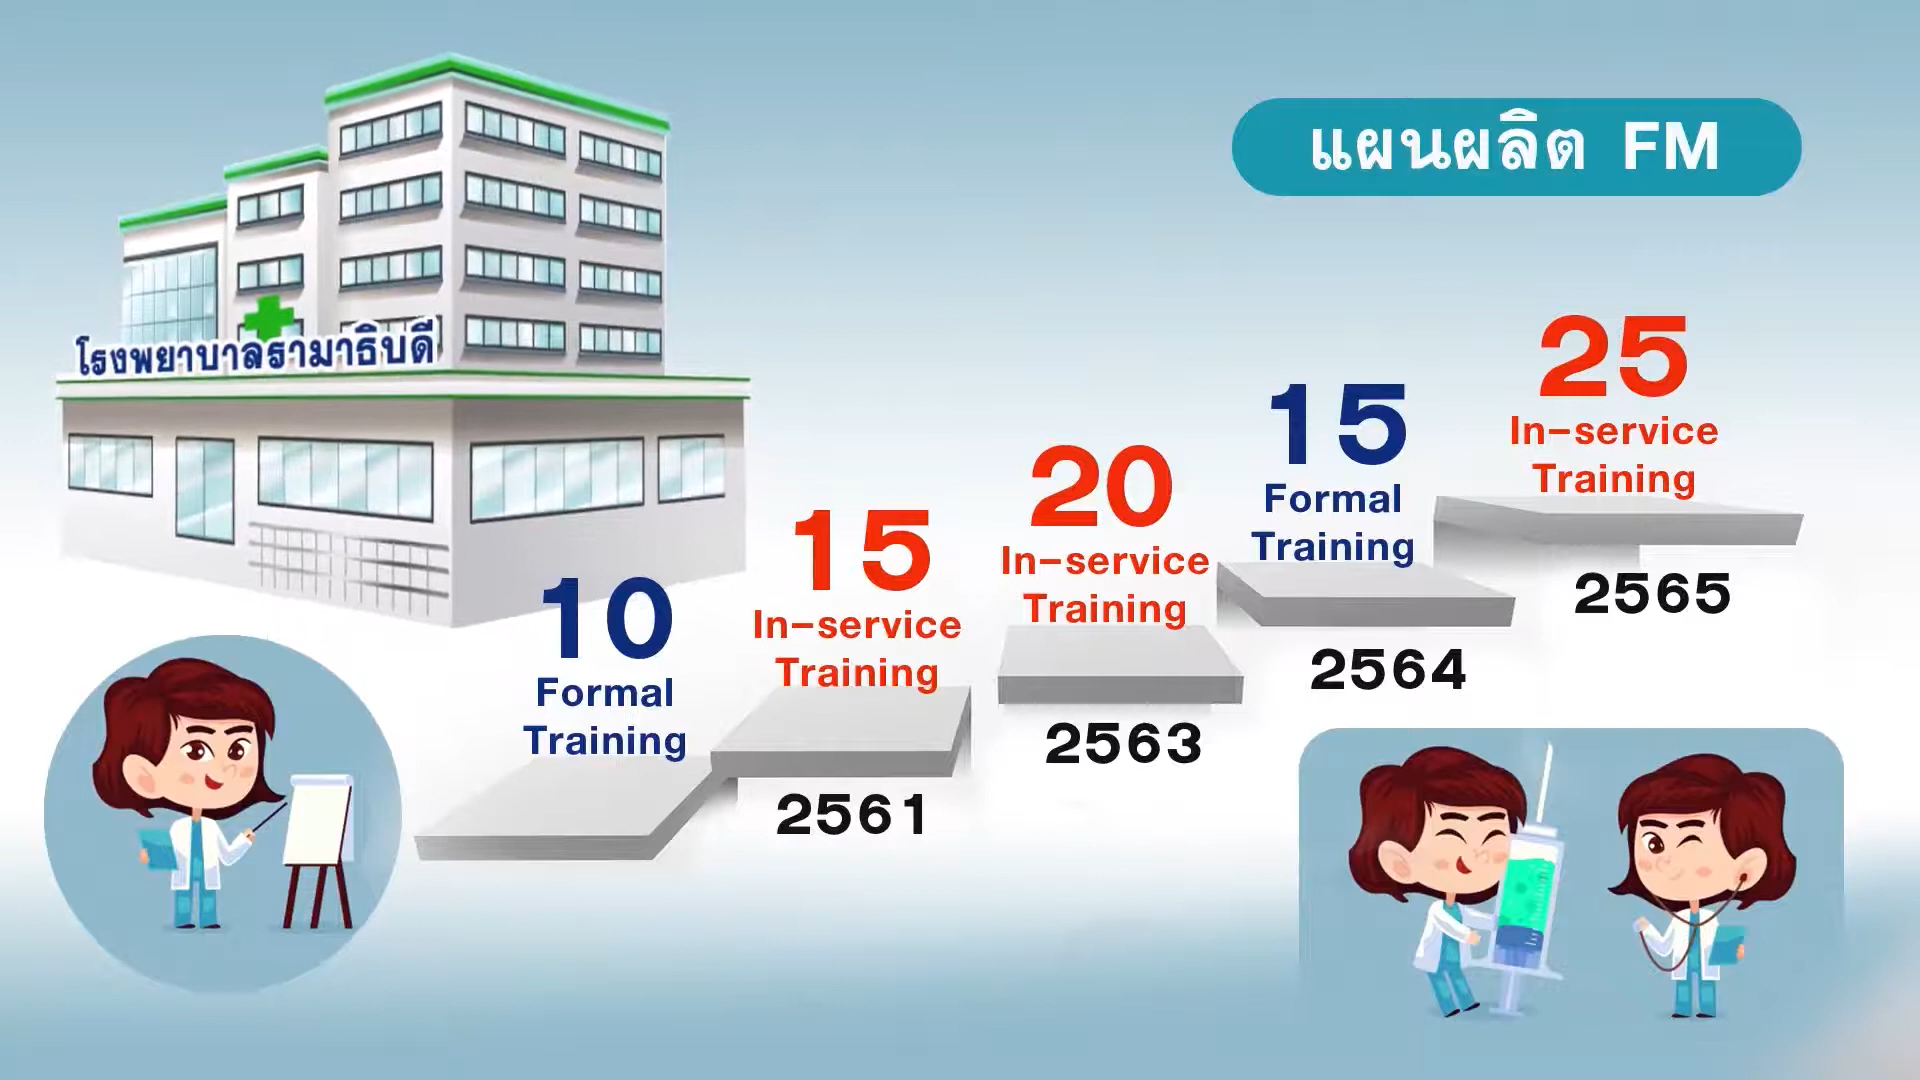 แผนผลิต FM
โรงพยาบาลรามาธิบดี
10
Formal
Training
15
In-service
Training
2561
20
In-service
Training
2563
15
Formal
Training
2564
25
In-service
Training
2565